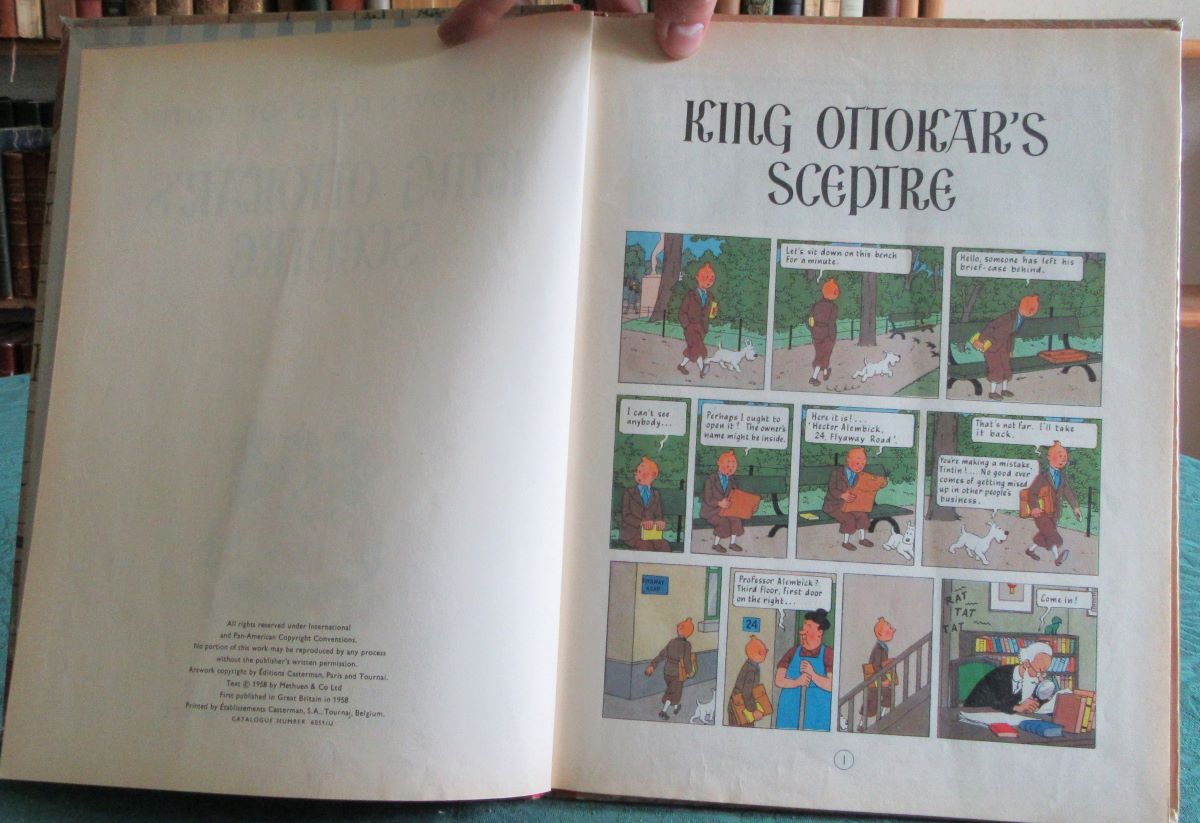 All rights reserved under International
and Pan-American Copyright Conventions.
No portion of this work may be reproduced by any process
without the publisher's written permission.
Artwork copyright by Éditions Casterman, Paris and Tournai.
Text © 1958 by Methuen & Co Ltd
First published in Great Britain in 1958
Printed by Établissements Casterman, S.A., Tournai, Belgium.
CATALOGUE NUMBER 6051/U
KING OTTOKAR'S
SCEPTRE
Let's sit down on this bench
for a minute.
Hello, someone has left his
brief-case behind.
I can't see
anybody...
Perhaps I ought to
open it? The owner's
name might be inside.
Here it is!...
'Hector Alembick,
24, Flyaway Road'.
That's not far. I'll take
it back.
You're making a mistake,
Tintin!... No good ever
comes of getting mixed
up in other people's
business.
FLYAWAY
ROAD
Professor Alembick?
Third floor, first door
on the right...
24
RAT
TAT
TAT
Come in!
1